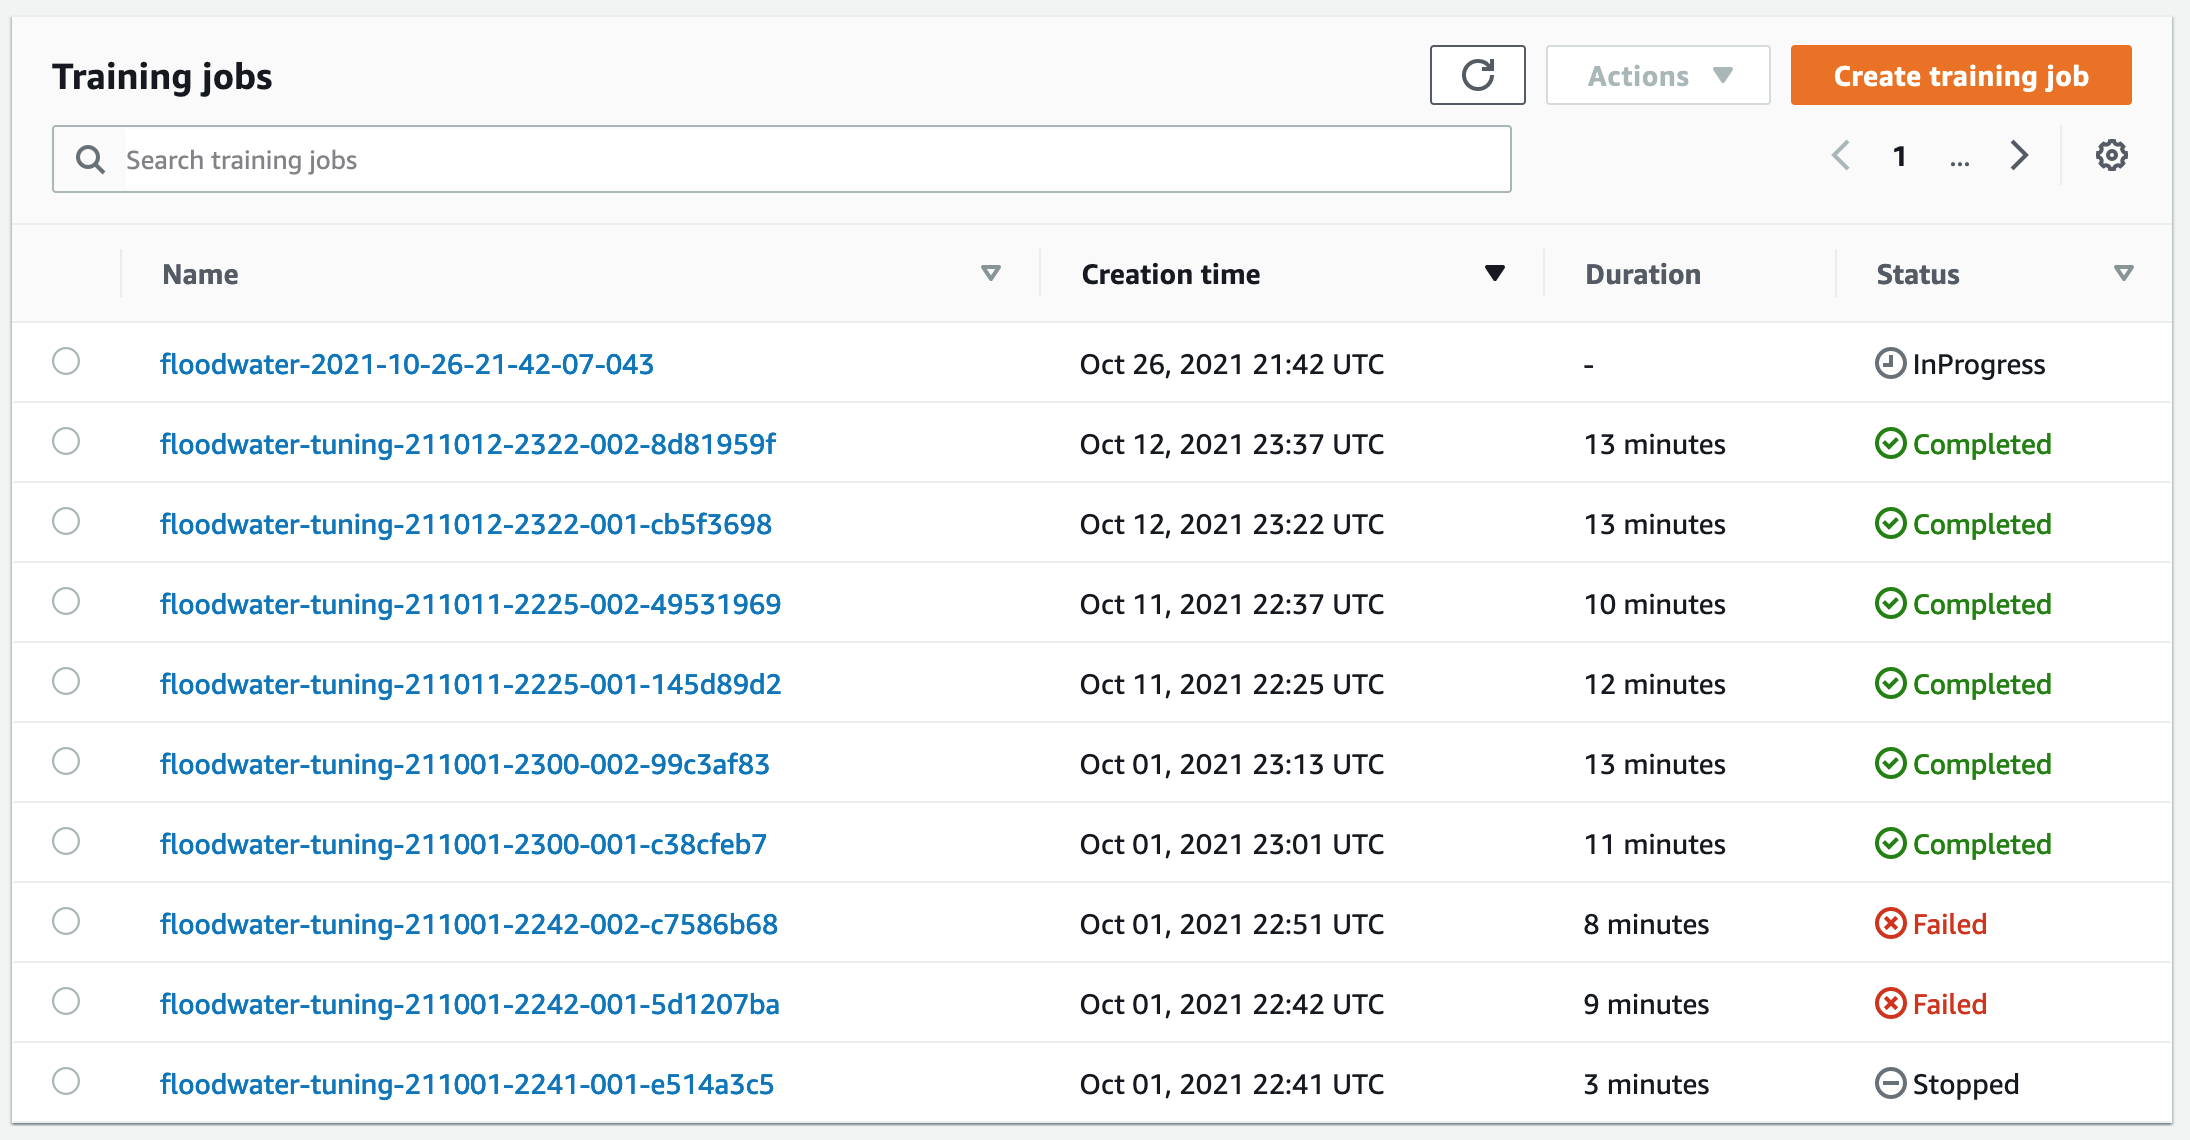 Training jobs
Actions
Create training job
Search training jobs
1 ...
Name Creation time Duration Status
floodwater-2021-10-26-21-42-07-043 Oct 26, 2021 21:42 UTC - InProgress
floodwater-tuning-211012-2322-002-8d81959f Oct 12, 2021 23:37 UTC 13 minutes Completed
floodwater-tuning-211012-2322-001-cb5f3698 Oct 12, 2021 23:22 UTC 13 minutes Completed
floodwater-tuning-211011-2225-002-49531969 Oct 11, 2021 22:37 UTC 10 minutes Completed
floodwater-tuning-211011-2225-001-145d89d2 Oct 11, 2021 22:25 UTC 12 minutes Completed
floodwater-tuning-211001-2300-002-99c3af83 Oct 01, 2021 23:13 UTC 13 minutes Completed
floodwater-tuning-211001-2300-001-c38cfeb7 Oct 01, 2021 23:01 UTC 11 minutes Completed
floodwater-tuning-211001-2242-002-c7586b68 Oct 01, 2021 22:51 UTC 8 minutes Failed
floodwater-tuning-211001-2242-001-5d1207ba Oct 01, 2021 22:42 UTC 9 minutes Failed
floodwater-tuning-211001-2241-001-e514a3c5 Oct 01, 2021 22:41 UTC 3 minutes Stopped